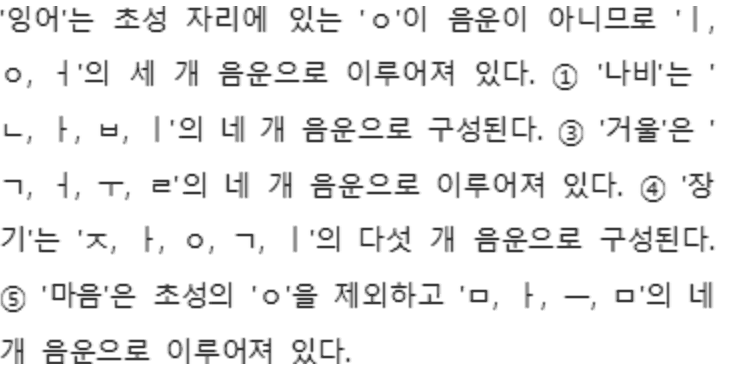 '잉어'는 초성 자리에 있는 'ㅇ'이 음운이 아니므로 'ㅣ,
ㅇ, ㅓ'의 세 개 음운으로 이루어져 있다. ① '나비'는 '
ㄴ, ㅏ, ㅂ, ㅣ'의 네 개 음운으로 구성된다. ③ '거울'은 '
ㄱ, ㅓ, ㅜ, ㄹ'의 네 개 음운으로 이루어져 있다. ④ '장
기'는 'ㅈ, ㅏ, ㅇ, ㄱ, ㅣ'의 다섯 개 음운으로 구성된다.
⑤ '마음'은 초성의 'ㅇ'을 제외하고 'ㅁ, ㅏ, ㅡ, ㅁ'의 네
개 음운으로 이루어져 있다.